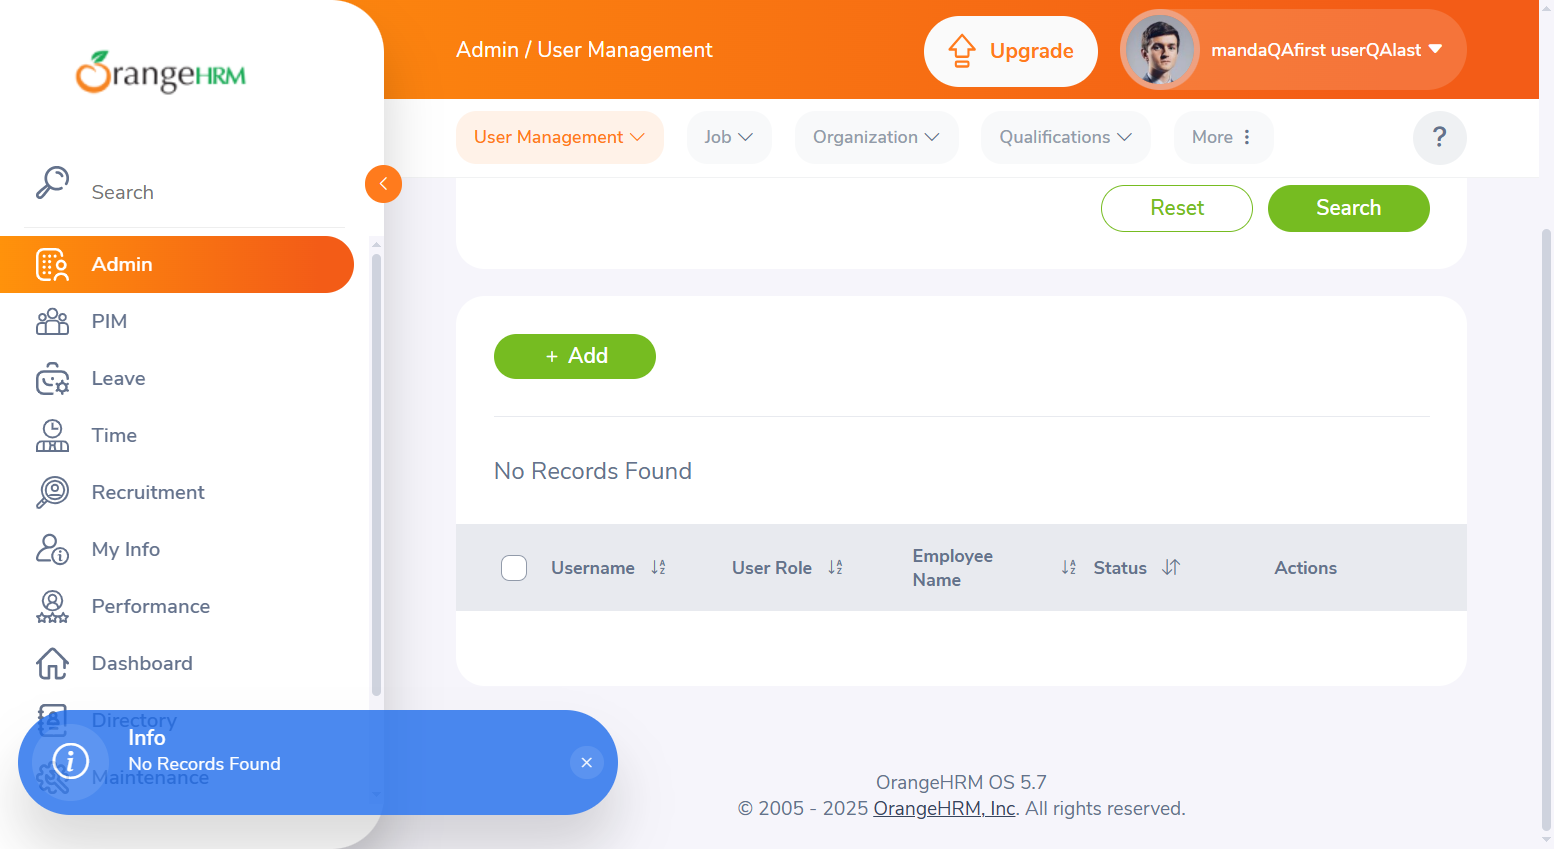 OrangeHRM
Admin / User Management
Upgrade
mandaQAfirst userQAlast
User Management
Job
Organization
Qualifications
More
?
Search
Reset
Search
Admin
PIM
Leave
Time
Recruitment
My Info
Performance
Dashboard
Directory
Maintenance
+ Add
No Records Found
Username
User Role
Employee
Name
Status
Actions
Info
No Records Found
OrangeHRM OS 5.7
© 2005 - 2025 OrangeHRM, Inc. All rights reserved.